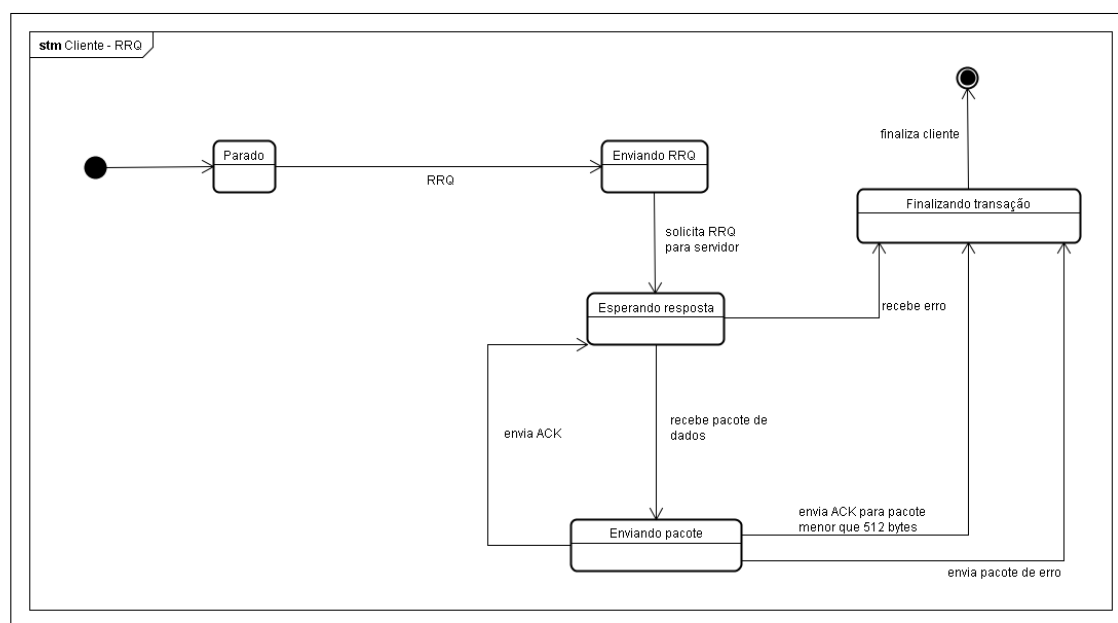 stm Cliente - RRQ
finaliza cliente
Parado
Enviando RRQ
RRQ
Finalizando transação
solicita RRQ
para servidor
Esperando resposta
recebe erro
envia ACK
recebe pacote de
dados
envia ACK para pacote
menor que 512 bytes
Enviando pacote
envia pacote de erro